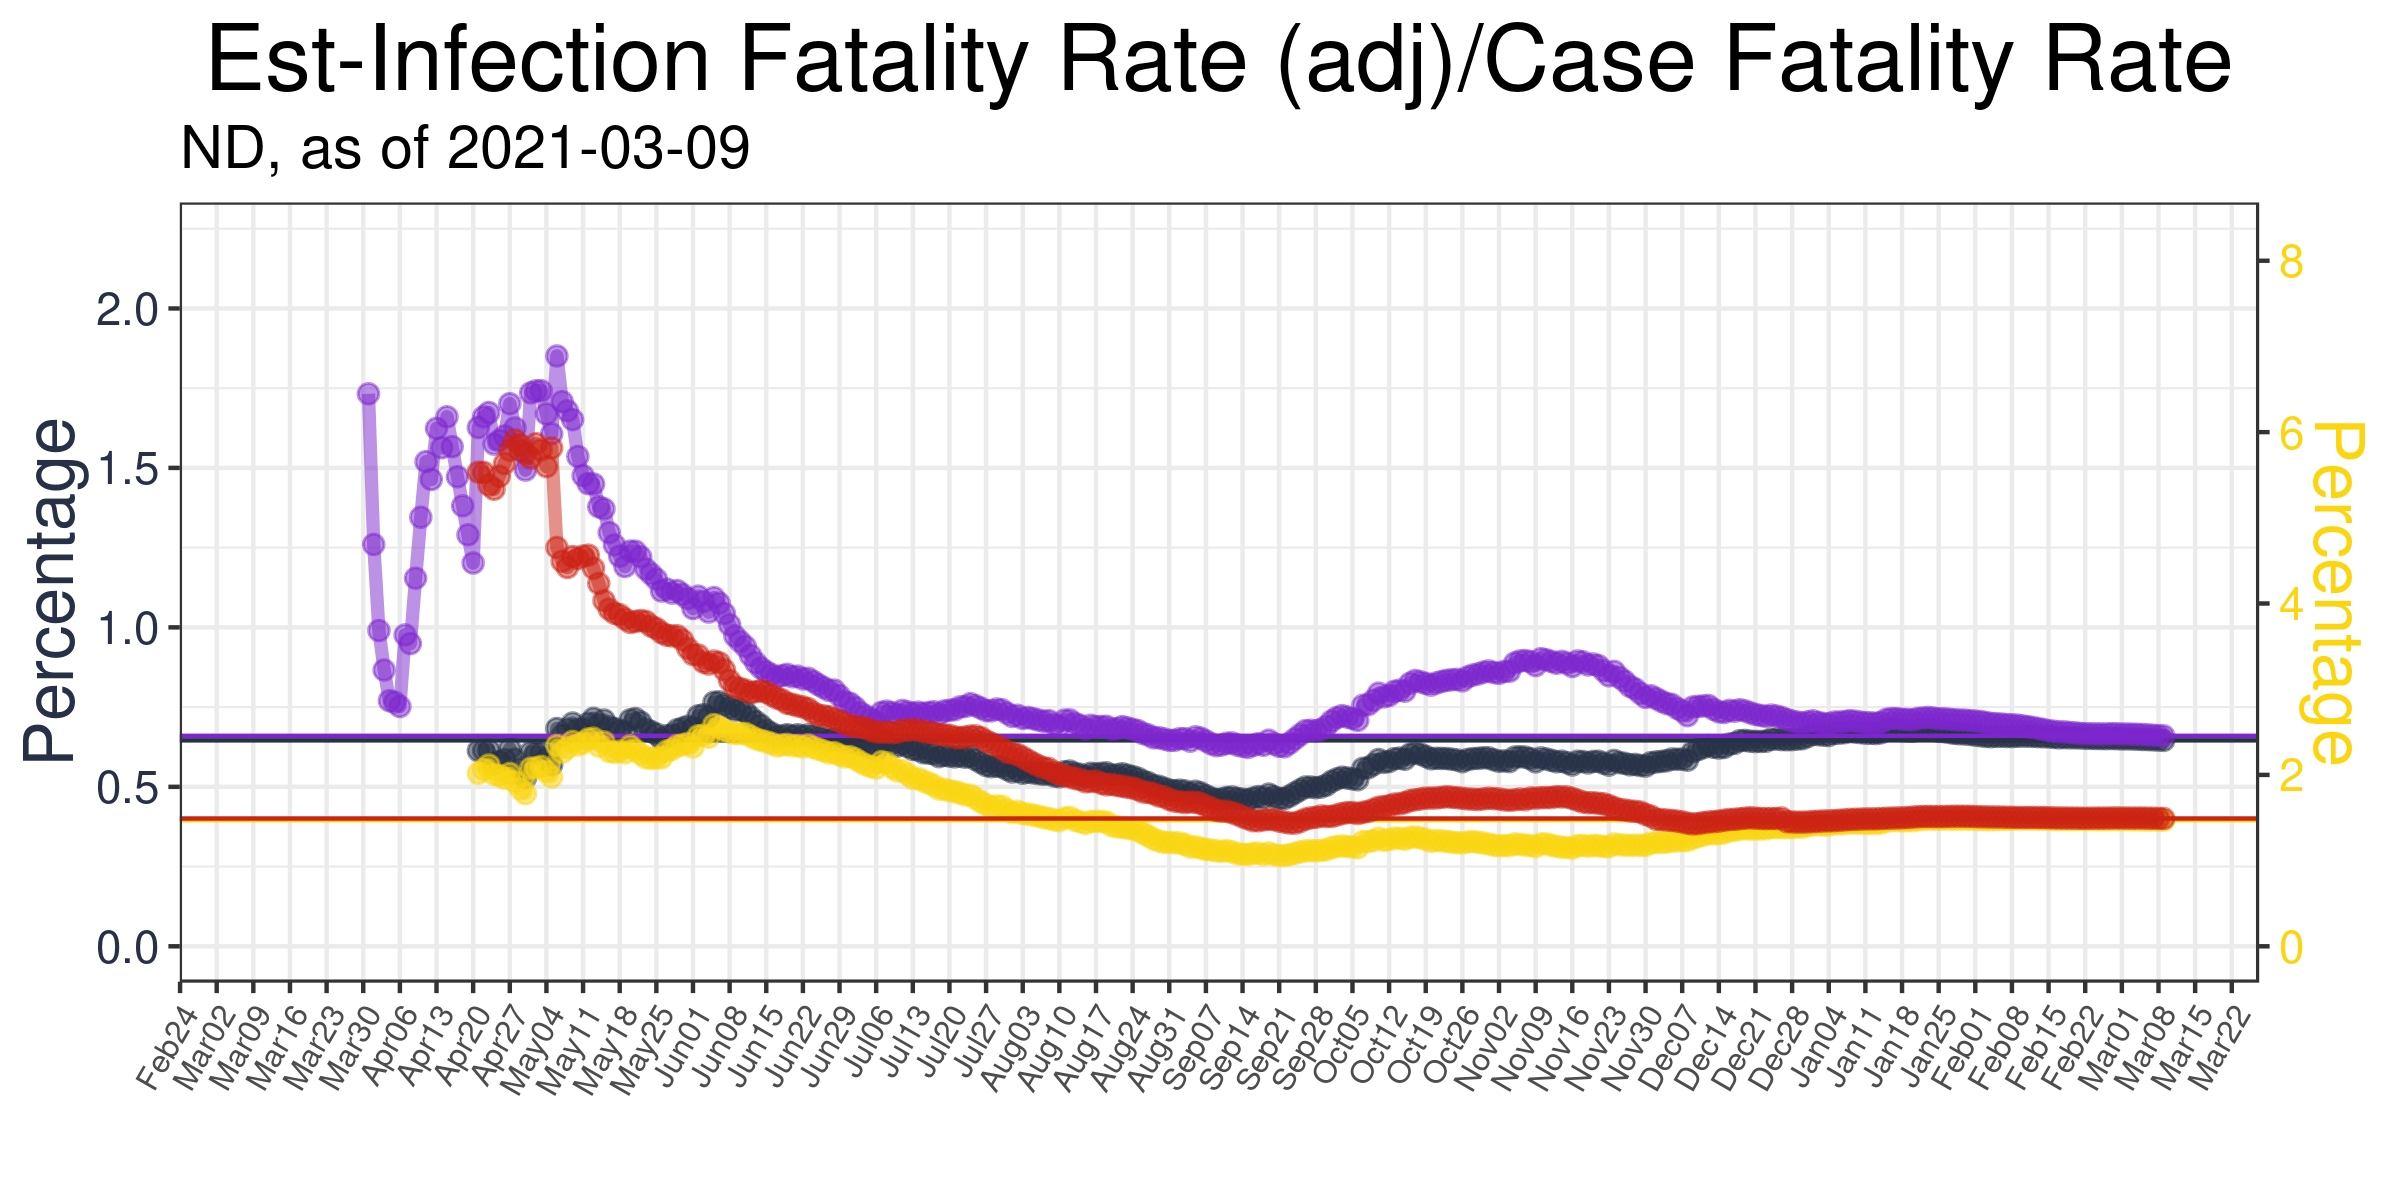 Est-Infection Fatality Rate (adj)/Case Fatality Rate
ND, as of 2021-03-09
Percentage
2.0
1.5
1.0
0.5
0.0
8
6
4
2
0
Percentage
Feb24
Mar02
Mar09
Mar16
Mar23
Mar30
Apr06
Apr13
Apr20
Apr27
May04
May11
May18
May25
Jun01
Jun08
Jun15
Jun22
Jun29
Jul06
Jul13
Jul20
Jul27
Aug03
Aug10
Aug17
Aug24
Aug31
Sep07
Sep14
Sep21
Sep28
Oct05
Oct12
Oct19
Oct26
Nov02
Nov09
Nov16
Nov23
Nov30
Dec07
Dec14
Dec21
Dec28
Jan04
Jan11
Jan18
Jan25
Feb01
Feb08
Feb15
Feb22
Mar01
Mar08
Mar15
Mar22